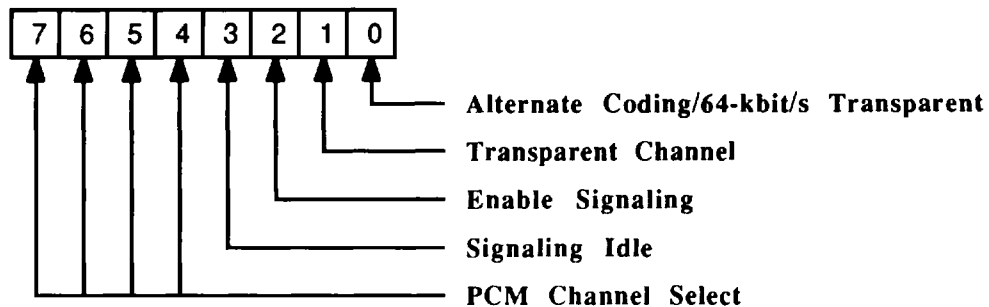 7 6 5 4 3 2 1 0
Alternate Coding/64-kbit/s Transparent
Transparent Channel
Enable Signaling
Signaling Idle
PCM Channel Select